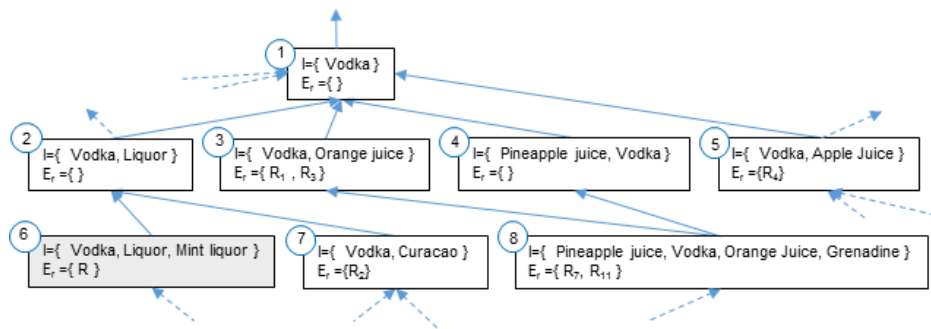 1
I={ Vodka }
Er ={ }
2
I={ Vodka, Liquor }
Er ={ }
3
I={ Vodka, Orange juice }
Er ={ R1 , R3 }
4
I={ Pineapple juice, Vodka }
Er ={ }
5
I={ Vodka, Apple Juice }
Er ={R4}
6
I={ Vodka, Liquor, Mint liquor }
Er ={ R }
7
I={ Vodka, Curacao }
Er ={R2}
8
I={ Pineapple juice, Vodka, Orange Juice, Grenadine }
Er ={ R7, R11 }